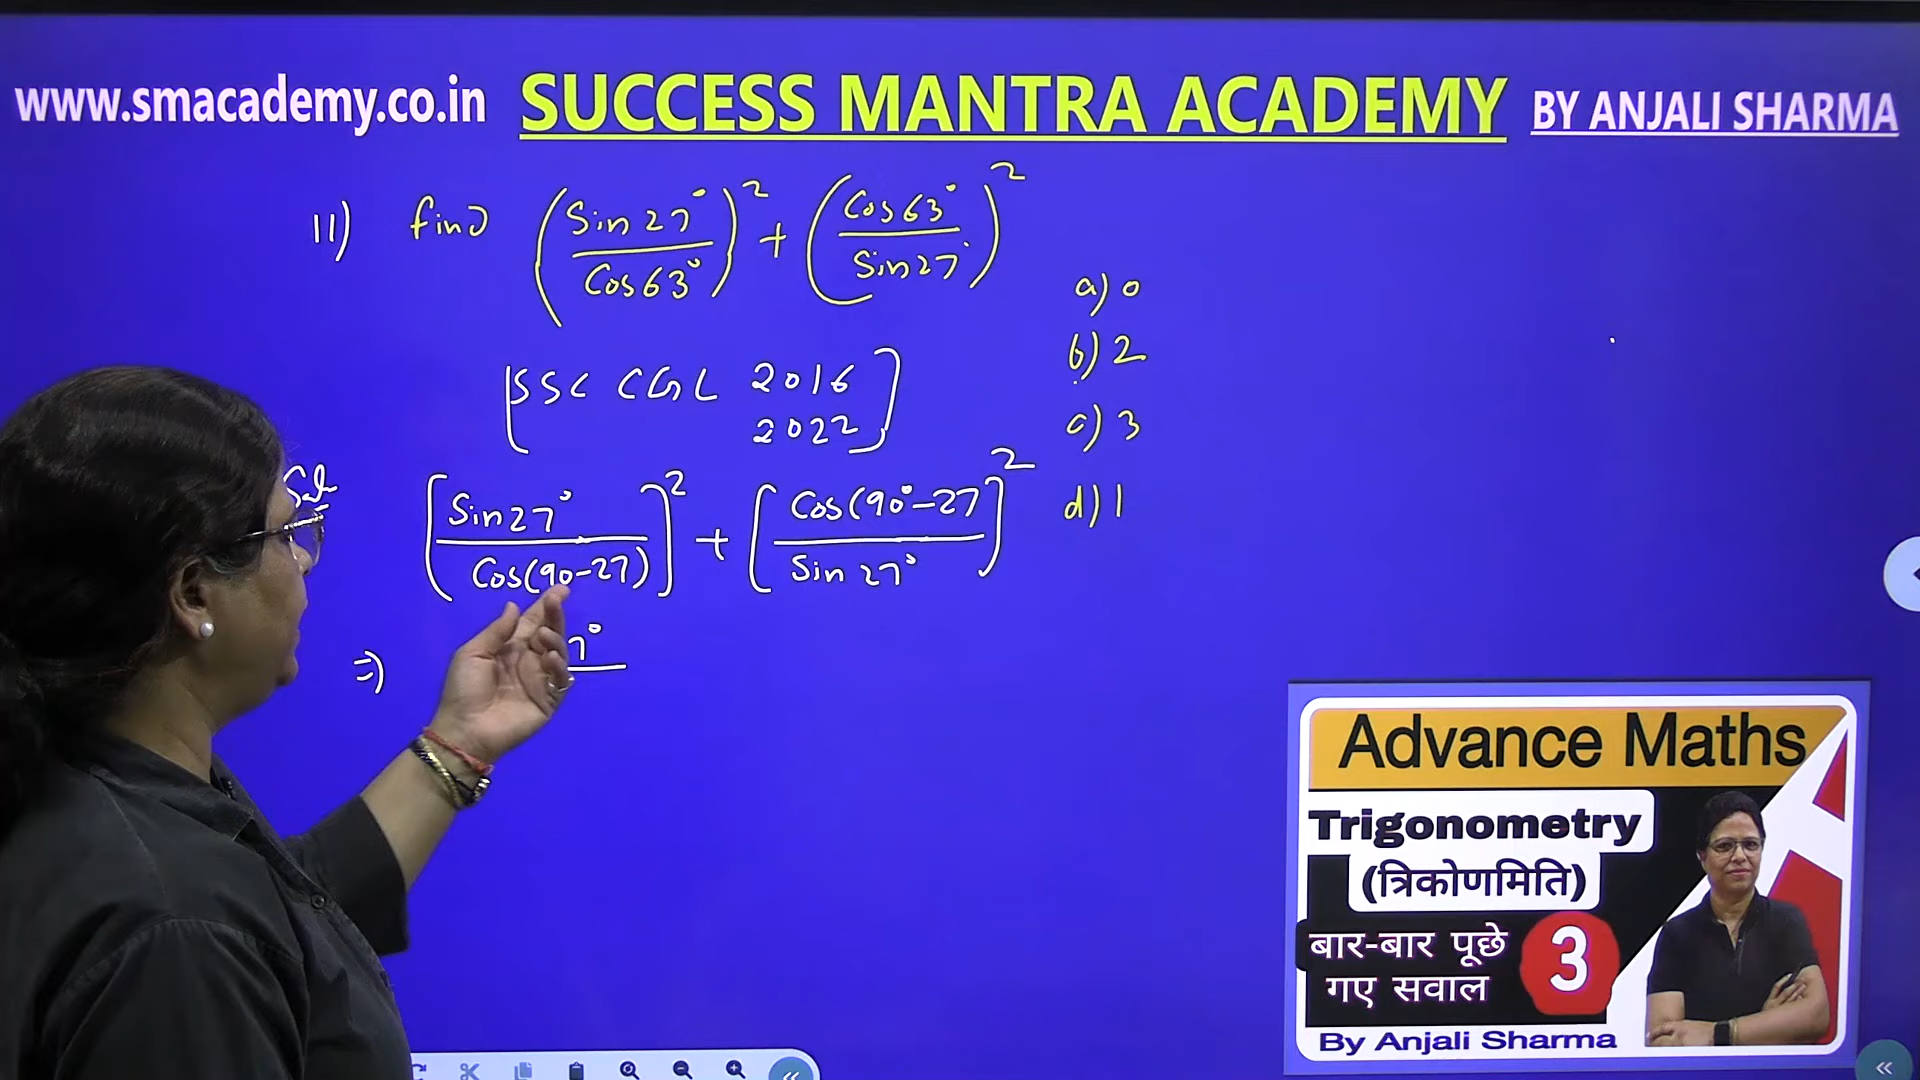 www.smacademy.co.in SUCCESS MANTRA ACADEMY BY ANJALI SHARMA
11) find (Sin 27° / Cos 63°)² + (Cos 63° / Sin 27)²
a) 0
b) 2
c) 3
d) 1
[SSC CGL 2016
2022]
Soln
[Sin 27° / Cos(90-27)]² + [Cos(90°-27 / Sin 27°]²
=> 7°
Advance Maths
Trigonometry
(त्रिकोणमिति)
बार-बार पूछे
गए सवाल
3
By Anjali Sharma